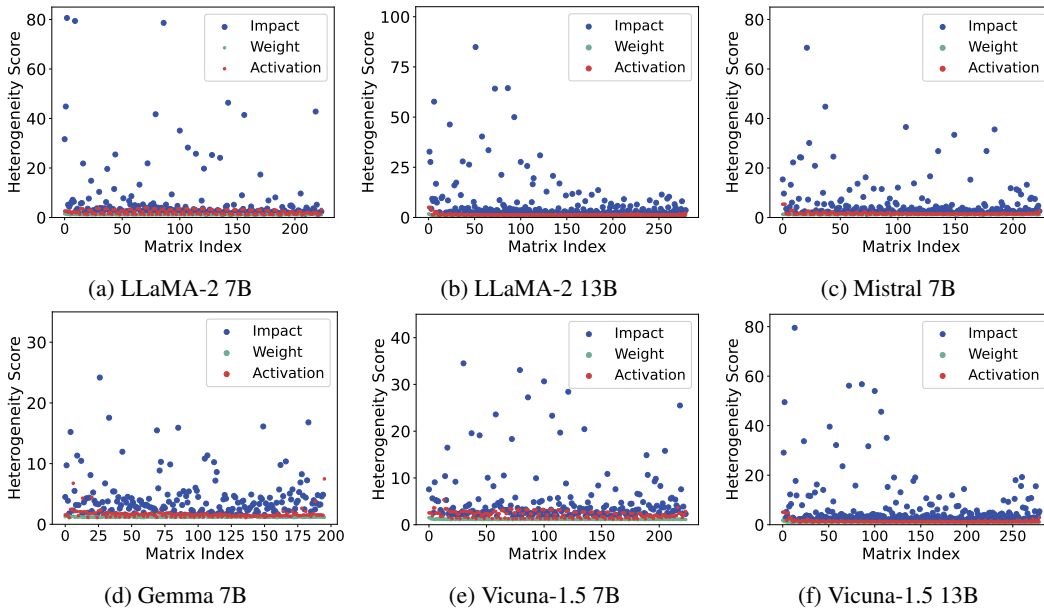 Heterogeneity Score
80
60
40
20
0
0 50 100 150 200
Matrix Index
Impact
Weight
Activation
(a) LLaMA-2 7B
Heterogeneity Score
100
75
50
25
0
0 50 100 150 200 250
Matrix Index
Impact
Weight
Activation
(b) LLaMA-2 13B
Heterogeneity Score
80
60
40
20
0
0 50 100 150 200
Matrix Index
Impact
Weight
Activation
(c) Mistral 7B
Heterogeneity Score
30
20
10
0
0 25 50 75 100 125 150 175 200
Matrix Index
Impact
Weight
Activation
(d) Gemma 7B
Heterogeneity Score
40
30
20
10
0
0 50 100 150 200
Matrix Index
Impact
Weight
Activation
(e) Vicuna-1.5 7B
Heterogeneity Score
80
60
40
20
0
0 50 100 150 200 250
Matrix Index
Impact
Weight
Activation
(f) Vicuna-1.5 13B